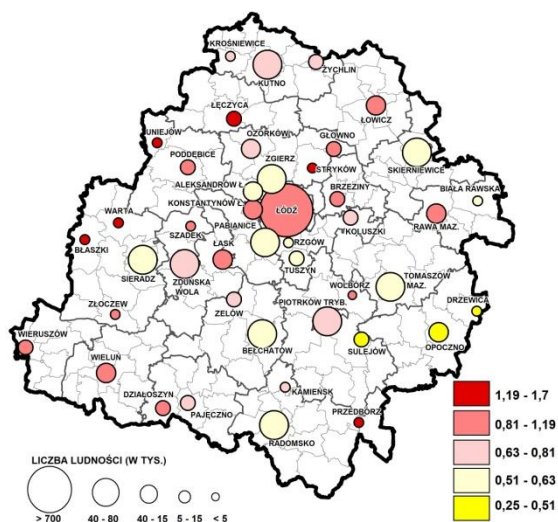 KROŚNIEWICE
KUTNO
ŻYCHLIN
ŁĘCZYCA
ŁOWICZ
UNIEJÓW
OZORKÓW
GŁOWNO
PODDĘBICE
ZGIERZ
STRYKÓW
SKIERNIEWICE
ALEKSANDRÓW Ł.
BRZEZINY
BIAŁA RAWSKA
KONSTANTYNÓW Ł.
ŁÓDŹ
WARTA
SZADEK
PABIANICE
KOLUSZKI
RAWA MAZ.
BŁASZKI
ŁASK
RZGÓW
SIERADZ
ZDUŃSKA
WOLA
TUSZYN
TOMASZÓW
MAZ.
WOLBÓRZ
DRZEWICA
ZŁOCZEW
ZELÓW
PIOTRKÓW TRYB.
WIERUSZÓW
BEŁCHATÓW
SULEJÓW
OPOCZNO
WIELUŃ
DZIAŁOSZYN
PAJĘCZNO
KAMIEŃSK
PRZEDBÓRZ
RADOMSKO
1,19 - 1,7
0,81 - 1,19
0,63 - 0,81
0,51 - 0,63
0,25 - 0,51
LICZBA LUDNOŚCI (W TYS.)
> 700 40 - 80 40 - 15 5 - 15 < 5